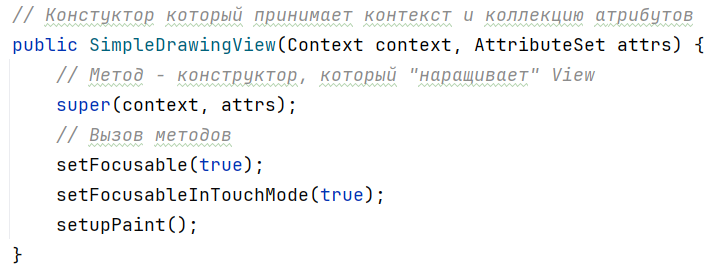 // Констуктор который принимает контекст и коллекцию атрибутов
public SimpleDrawingView(Context context, AttributeSet attrs) {
// Метод - конструктор, который "наращивает" View
super(context, attrs);
// Вызов методов
setFocusable(true);
setFocusableInTouchMode(true);
setupPaint();
}